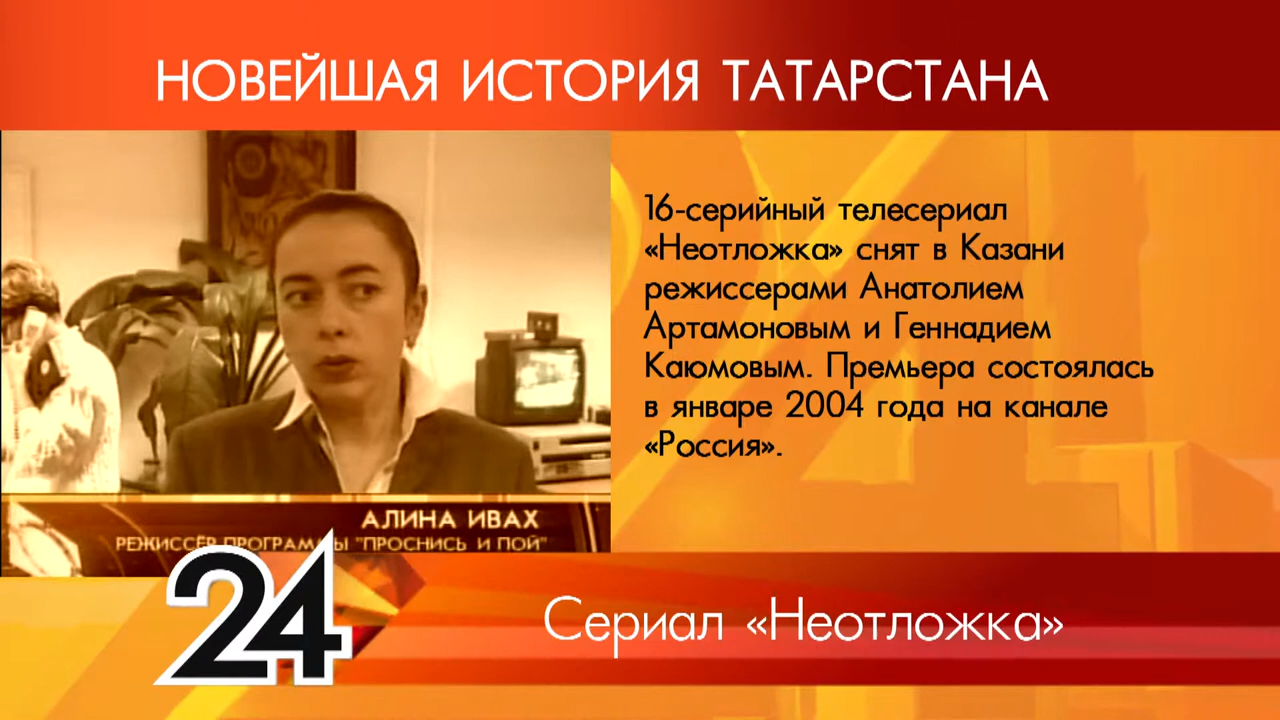 НОВЕЙШАЯ ИСТОРИЯ ТАТАРСТАНА
16-серийный телесериал
«Неотложка» снят в Казани
режиссерами Анатолием
Артамоновым и Геннадием
Каюмовым. Премьера состоялась
в январе 2004 года на канале
«Россия».
АЛИНА ИВАХ
РЕЖИССЁР ПРОГРАММЫ "ПРОСНИСЬ И ПОЙ"
24
Сериал «Неотложка»